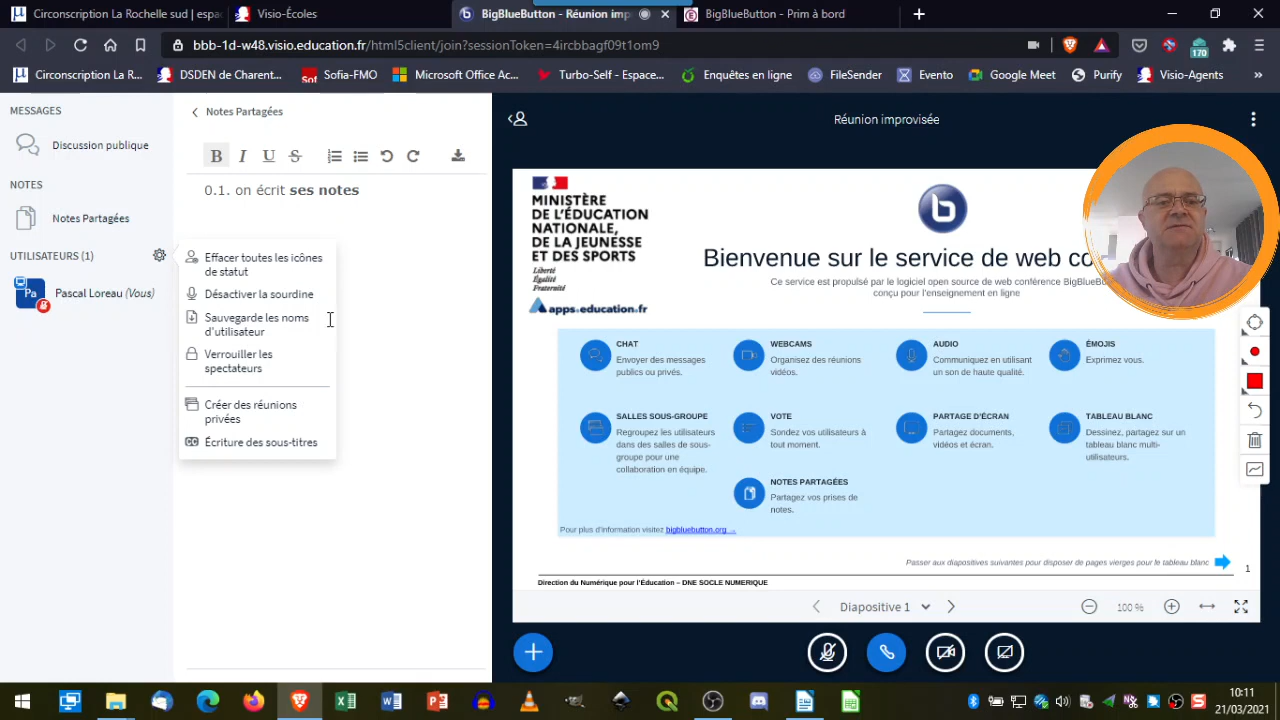 Circonscription La Rochelle sud | espa
Visio-Écoles
BigBlueButton - Réunion imp
BigBlueButton - Prim à bord
bbb-1d-w48.visio.education.fr/html5client/join?sessionToken=4ircbbagf09t1om9
170
Circonscription La R...
DSDEN de Charent...
Sofia-FMO
Microsoft Office Ac...
Turbo-Self - Espace...
Enquêtes en ligne
FileSender
Evento
Google Meet
Purify
Visio-Agents
»
MESSAGES
Discussion publique
NOTES
Notes Partagées
UTILISATEURS (1)
Pa
Pascal Loreau (Vous)
Notes Partagées
B I U S
0.1. on écrit ses notes
Effacer toutes les icônes
de statut
Désactiver la sourdine
Sauvegarde les noms
d'utilisateur
Verrouiller les
spectateurs
Créer des réunions
privées
Écriture des sous-titres
Réunion improvisée
MINISTÈRE
DE L'ÉDUCATION
NATIONALE,
DE LA JEUNESSE
ET DES SPORTS
Liberté
Égalité
Fraternité
apps.education.fr
b
Bienvenue sur le service de web co
Ce service est propulsé par le logiciel open source de web conférence BigBlueBu
conçu pour l'enseignement en ligne
CHAT
Envoyer des messages
publics ou privés.
WEBCAMS
Organisez des réunions
vidéos.
AUDIO
Communiquez en utilisant
un son de haute qualité.
ÉMOJIS
Exprimez vous.
SALLES SOUS-GROUPE
Regroupez les utilisateurs
dans des salles de sous-
groupe pour une
collaboration en équipe.
VOTE
Sondez vos utilisateurs à
tout moment.
PARTAGE D'ÉCRAN
Partagez documents,
vidéos et écran.
TABLEAU BLANC
Dessinez, partagez sur un
tableau blanc multi-
utilisateurs.
NOTES PARTAGÉES
Partagez vos prises de
notes.
Pour plus d'information visitez bigbluebutton.org →
Passer aux diapositives suivantes pour disposer de pages vierges pour le tableau blanc
1
Direction du Numérique pour l'Éducation – DNE SOCLE NUMERIQUE
Diapositive 1
100 %
10:11
21/03/2021